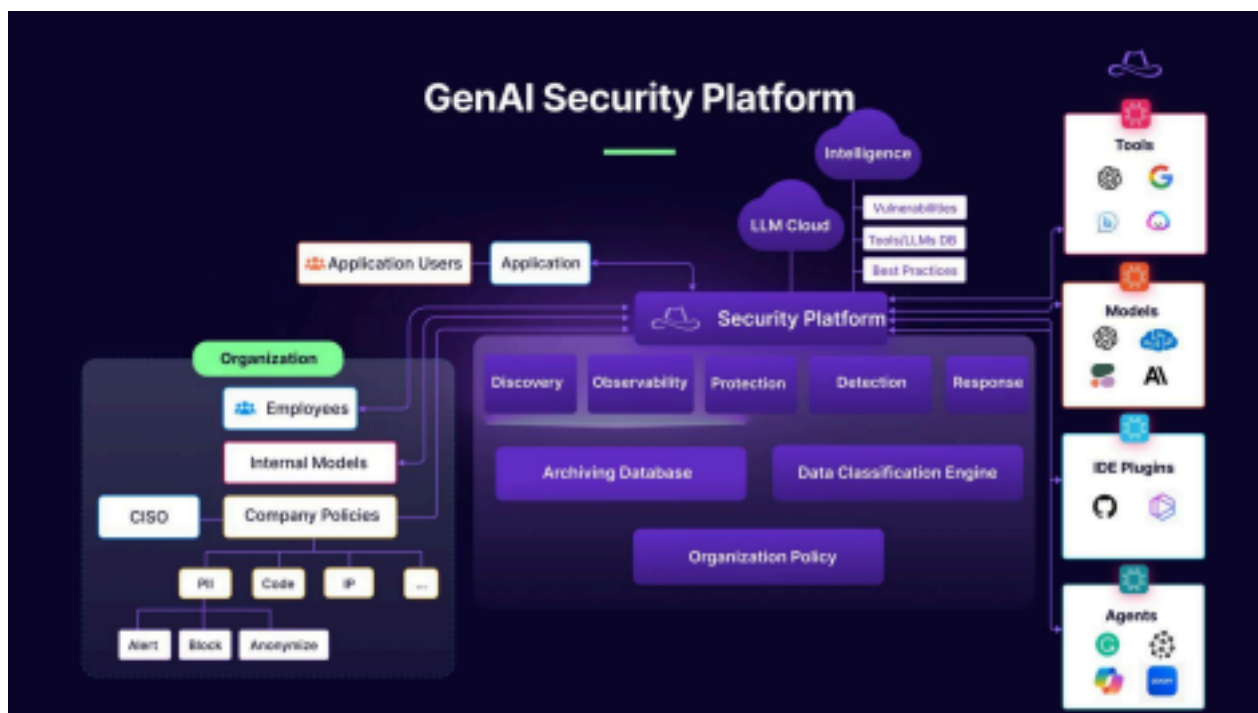 GenAI Security Platform
Intelligence
LLM Cloud
Vulnerabilities
Tools/LLMs DB
Best Practices
Application Users
Application
Security Platform
Discovery
Observability
Protection
Detection
Response
Archiving Database
Data Classification Engine
Organization Policy
Organization
Employees
Internal Models
CISO
Company Policies
PII
Code
IP
...
Alert
Block
Anonymize
Tools
Models
IDE Plugins
Agents
zoom